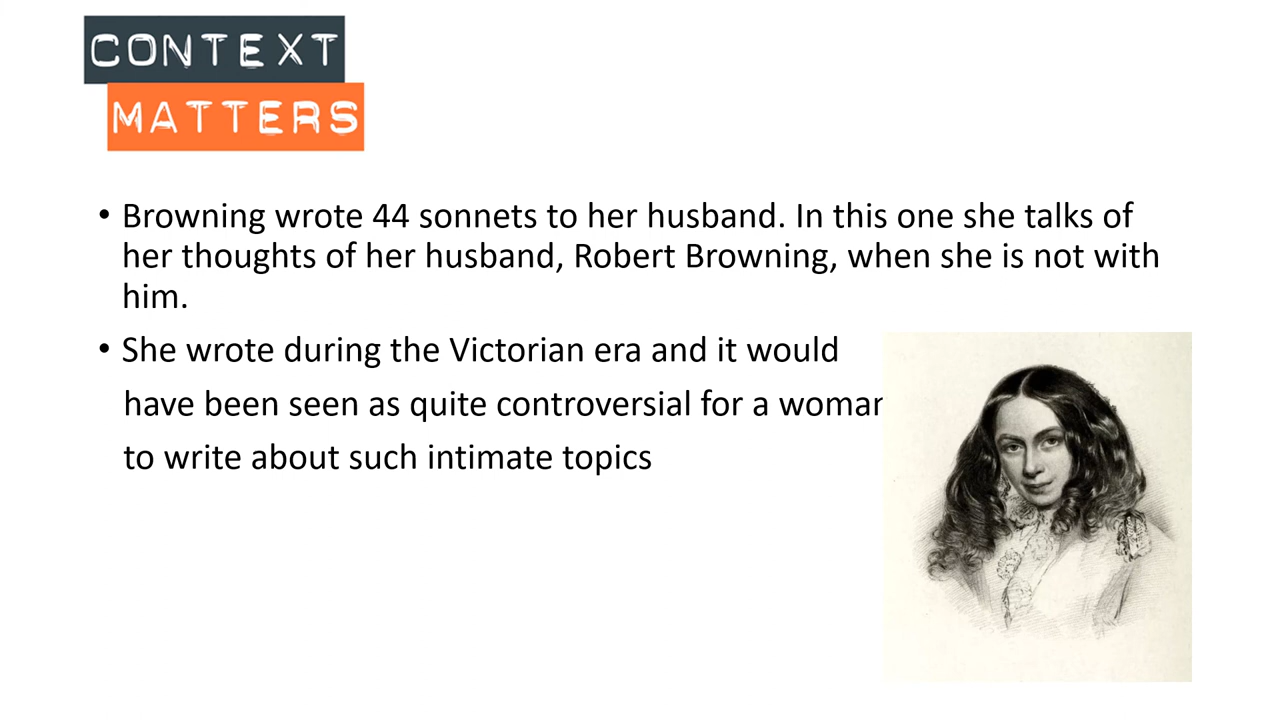 CONTEXT
MATTERS
• Browning wrote 44 sonnets to her husband. In this one she talks of
her thoughts of her husband, Robert Browning, when she is not with
him.
• She wrote during the Victorian era and it would
have been seen as quite controversial for a woman
to write about such intimate topics